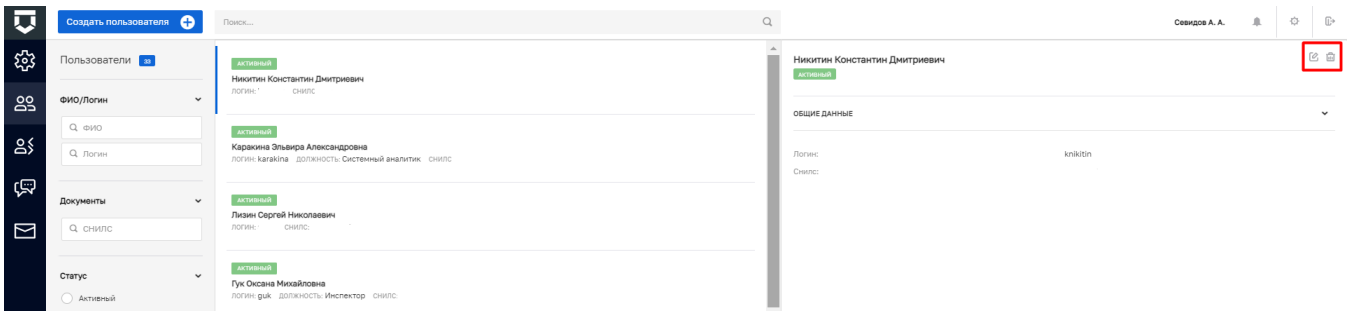 Создать пользователя
Поиск...
Севидов А. А.
Пользователи 39
ФИО/Логин
ФИО
Логин
Документы
СНИЛС
Статус
Активный
АКТИВНЫЙ
Никитин Константин Дмитриевич
ЛОГИН: СНИЛС
АКТИВНЫЙ
Каракина Эльвира Александровна
ЛОГИН: karakina ДОЛЖНОСТЬ: Системный аналитик СНИЛС
АКТИВНЫЙ
Лизин Сергей Николаевич
ЛОГИН: СНИЛС:
АКТИВНЫЙ
Гук Оксана Михайловна
ЛОГИН: guk ДОЛЖНОСТЬ: Инспектор СНИЛС
Никитин Константин Дмитриевич
АКТИВНЫЙ
ОБЩИЕ ДАННЫЕ
Логин: knikitin
Снилс: